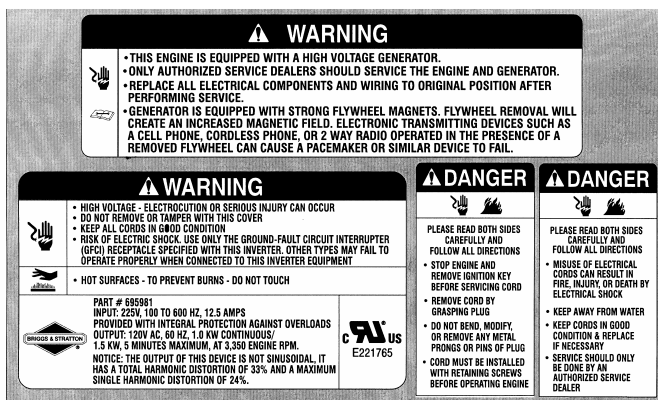 WARNING
• THIS ENGINE IS EQUIPPED WITH A HIGH VOLTAGE GENERATOR.
• ONLY AUTHORIZED SERVICE DEALERS SHOULD SERVICE THE ENGINE AND GENERATOR.
• REPLACE ALL ELECTRICAL COMPONENTS AND WIRING TO ORIGINAL POSITION AFTER
PERFORMING SERVICE.
• GENERATOR IS EQUIPPED WITH STRONG FLYWHEEL MAGNETS. FLYWHEEL REMOVAL WILL
CREATE AN INCREASED MAGNETIC FIELD. ELECTRONIC TRANSMITTING DEVICES SUCH AS
A CELL PHONE, CORDLESS PHONE, OR 2 WAY RADIO OPERATED IN THE PRESENCE OF A
REMOVED FLYWHEEL CAN CAUSE A PACEMAKER OR SIMILAR DEVICE TO FAIL.
WARNING
• HIGH VOLTAGE - ELECTROCUTION OR SERIOUS INJURY CAN OCCUR
• DO NOT REMOVE OR TAMPER WITH THIS COVER
• KEEP ALL CORDS IN GOOD CONDITION
• RISK OF ELECTRIC SHOCK. USE ONLY THE GROUND-FAULT CIRCUIT INTERRUPTER
(GFCI) RECEPTACLE SPECIFIED WITH THIS INVERTER. OTHER TYPES MAY FAIL TO
OPERATE PROPERLY WHEN CONNECTED TO THIS INVERTER EQUIPMENT
• HOT SURFACES - TO PREVENT BURNS - DO NOT TOUCH
BRIGGS & STRATTON
PART # 695981
INPUT: 225V, 100 TO 600 HZ, 12.5 AMPS
PROVIDED WITH INTEGRAL PROTECTION AGAINST OVERLOADS
OUTPUT: 120V AC, 60 HZ, 1.0 KW CONTINUOUS/
1.5 KW, 5 MINUTES MAXIMUM, AT 3,350 ENGINE RPM.
NOTICE: THE OUTPUT OF THIS DEVICE IS NOT SINUSOIDAL, IT
HAS A TOTAL HARMONIC DISTORTION OF 33% AND A MAXIMUM
SINGLE HARMONIC DISTORTION OF 24%.
C RU US
E221765
DANGER
PLEASE READ BOTH SIDES
CAREFULLY AND
FOLLOW ALL DIRECTIONS
• STOP ENGINE AND
REMOVE IGNITION KEY
BEFORE SERVICING CORD
• REMOVE CORD BY
GRASPING PLUG
• DO NOT BEND, MODIFY,
OR REMOVE ANY METAL
PRONGS OR PINS OF PLUG
• CORD MUST BE INSTALLED
WITH RETAINING SCREWS
BEFORE OPERATING ENGINE
DANGER
PLEASE READ BOTH SIDES
CAREFULLY AND
FOLLOW ALL DIRECTIONS
• MISUSE OF ELECTRICAL
CORDS CAN RESULT IN
FIRE, INJURY, OR DEATH BY
ELECTRICAL SHOCK
• KEEP AWAY FROM WATER
• KEEP CORDS IN GOOD
CONDITION & REPLACE
IF NECESSARY
• SERVICE SHOULD ONLY
BE DONE BY AN
AUTHORIZED SERVICE
DEALER